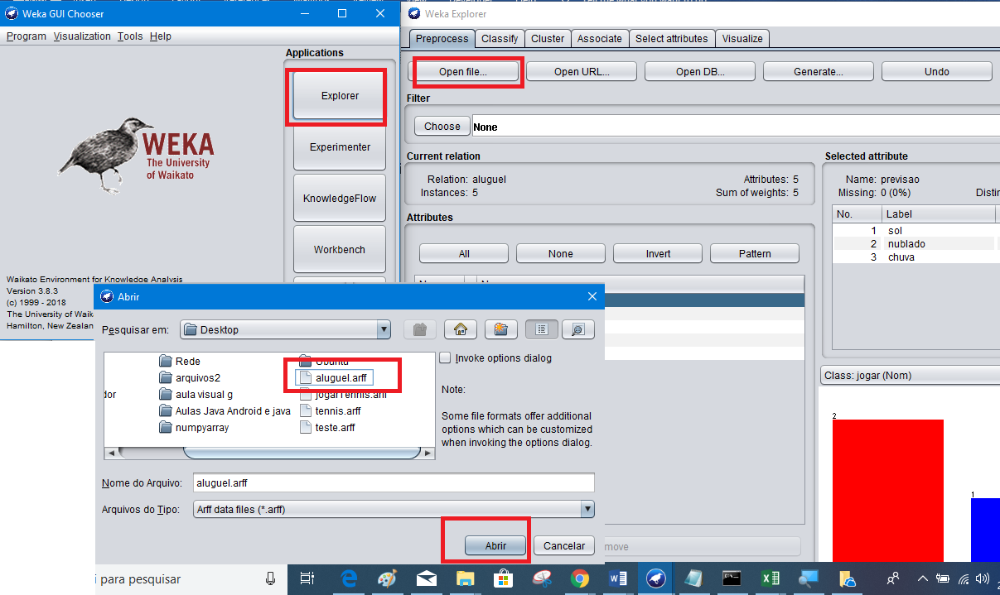 Weka GUI Chooser
Program Visualization Tools Help
Applications
Explorer
Experimenter
KnowledgeFlow
Workbench
WEKA
The University
of Waikato
Waikato Environment for Knowledge Analysis
Version 3.8.3
(c) 1999 - 2018
The University of Waik
Hamilton, New Zealan
Weka Explorer
Preprocess Classify Cluster Associate Select attributes Visualize
Open file... Open URL... Open DB... Generate... Undo
Filter
Choose None
Current relation
Relation: aluguel Attributes: 5
Instances: 5 Sum of weights: 5
Attributes
All None Invert Pattern
Selected attribute
Name: previsao
Missing: 0 (0%) Distin
No. Label
1 sol
2 nublado
3 chuva
Class: jogar (Nom)
2
1
Abrir
Pesquisar em: Desktop
Rede Ubuntu
arquivos2 aluguel.arff
dor aula visual g jogarTennis.arff
Aulas Java Android e java tennis.arff
numpyarray teste.arff
Invoke options dialog
Note:
Some file formats offer additional
options which can be customized
when invoking the options dialog.
Nome do Arquivo: aluguel.arff
Arquivos do Tipo: Arff data files (*.arff)
Abrir Cancelar
move
i para pesquisar